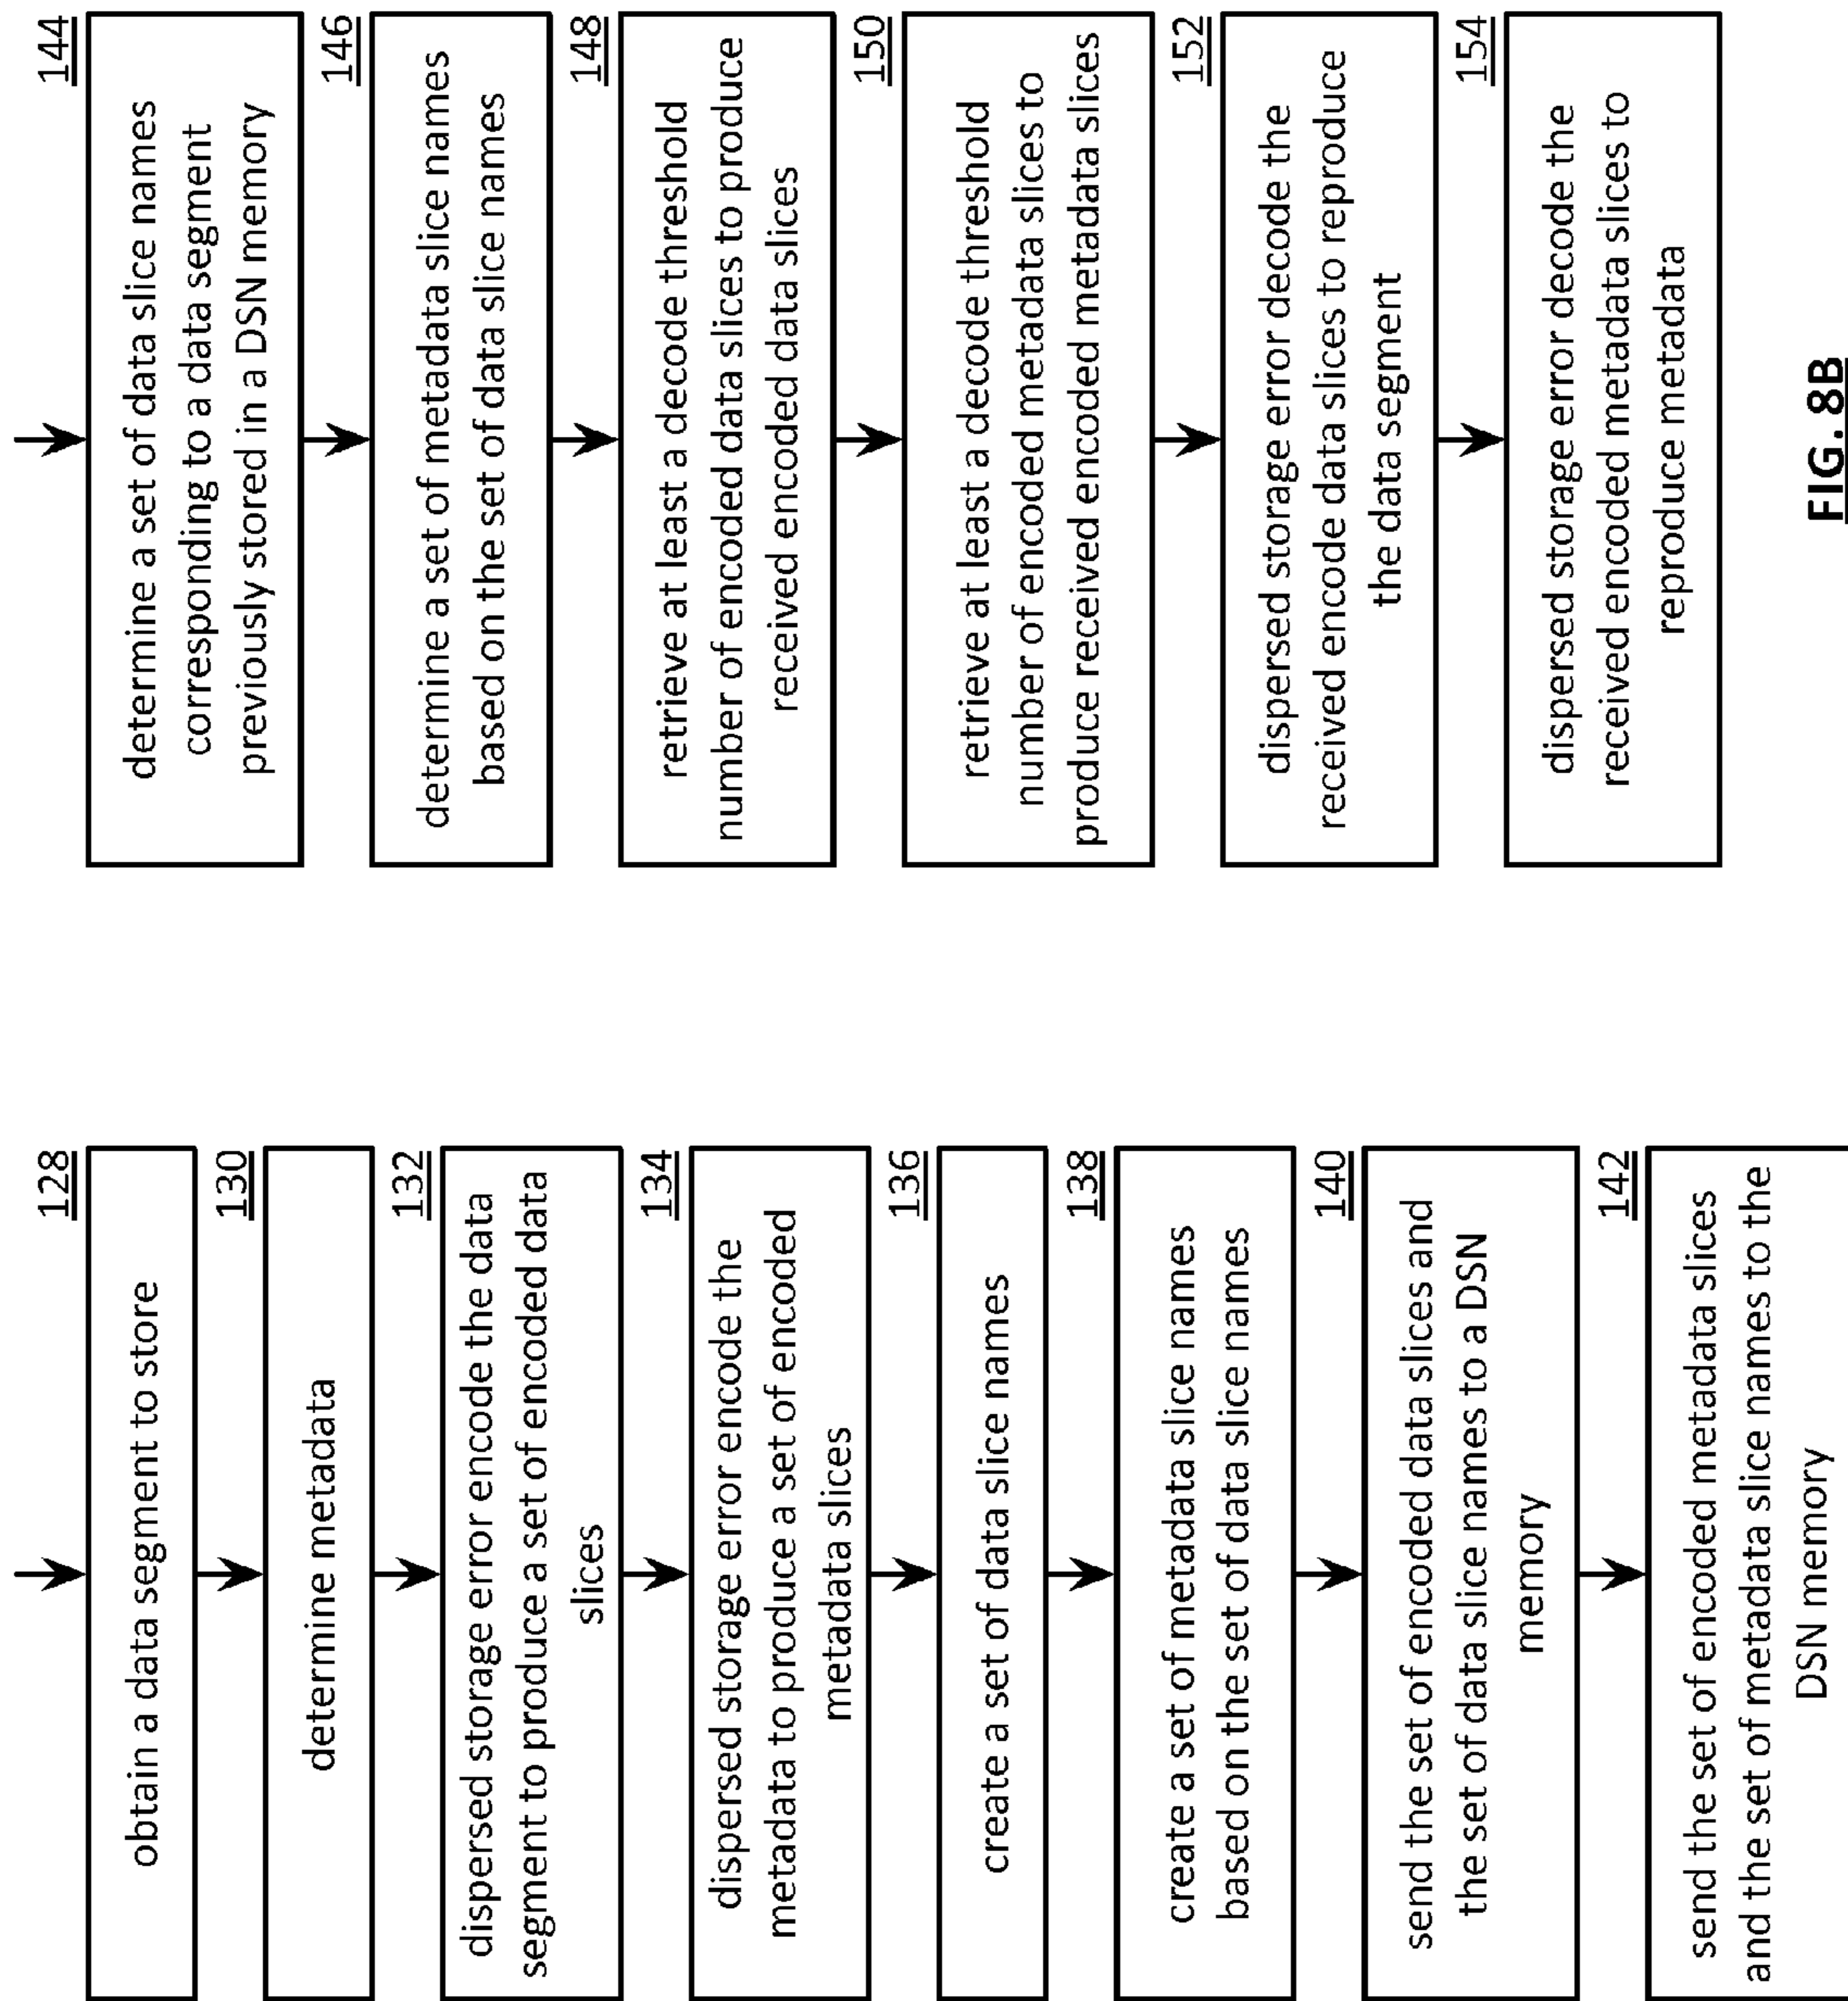 128
obtain a data segment to store
130
determine metadata
132
dispersed storage error encode the data
segment to produce a set of encoded data
slices
134
dispersed storage error encode the
metadata to produce a set of encoded
metadata slices
136
create a set of data slice names
138
create a set of metadata slice names
based on the set of data slice names
140
send the set of encoded data slices and
the set of data slice names to a DSN
memory
142
send the set of encoded metadata slices
and the set of metadata slice names to the
DSN memory
144
determine a set of data slice names
corresponding to a data segment
previously stored in a DSN memory
146
determine a set of metadata slice names
based on the set of data slice names
148
retrieve at least a decode threshold
number of encoded data slices to produce
received encoded data slices
150
retrieve at least a decode threshold
number of encoded metadata slices to
produce received encoded metadata slices
152
dispersed storage error decode the
received encode data slices to reproduce
the data segment
154
dispersed storage error decode the
received encoded metadata slices to
reproduce metadata
FIG. 8B